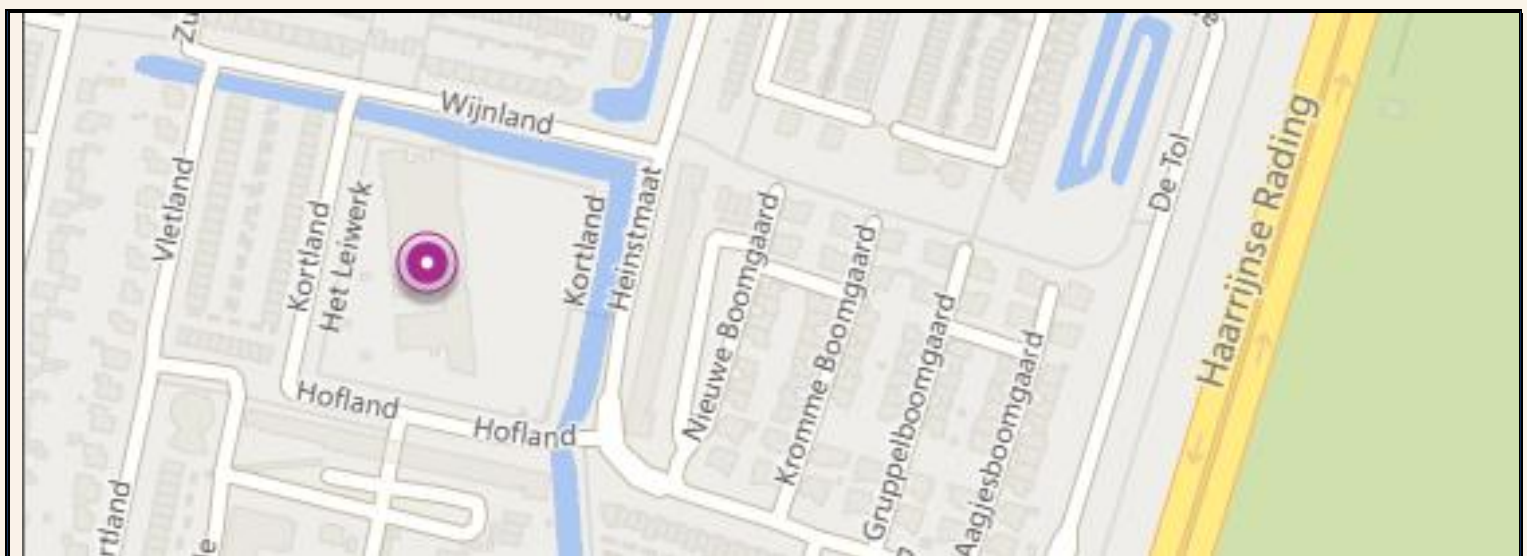 Zu
Wijnland
Vletland
Kortland
Het Leiwerk
Kortland
Heinstmaat
De Tol
Haarrijnse Rading
Nieuwe Boomgaard
Kromme Boomgaard
Gruppelboomgaard
Aagjesboomgaard
Hofland
Hofland
rtland